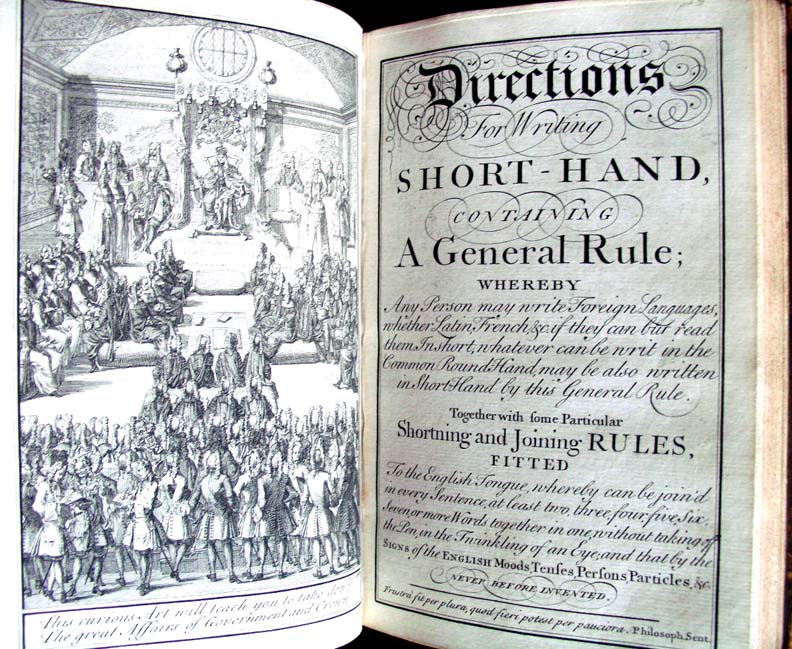 This curious Art will teach you to take down
The great Affairs of Government and Crown
Directions
For Writing
SHORT-HAND,
CONTAINING
A General Rule;
WHEREBY
Any Person may write Foreign Languages,
whether Latin, French &c. if they can but read
them. In short, whatever can be writ in the
Common Round-Hand, may be also written
in Short Hand by this General Rule.
Together with some Particular
Shortning and Joining RULES,
FITTED
To the English Tongue, whereby can be join'd
in every Sentence, at least two, three, four, five, Six,
Seven, or more Words together in one, without taking off
the Pen, in the Twinkling of an Eye; and that by the
SIGNS of the ENGLISH Moods, Tenses, Persons, Particles, &c.
NEVER BEFORE INVENTED.
Frustrà fit per plura, quod fieri potest per pauciora. Philosoph. Sent.